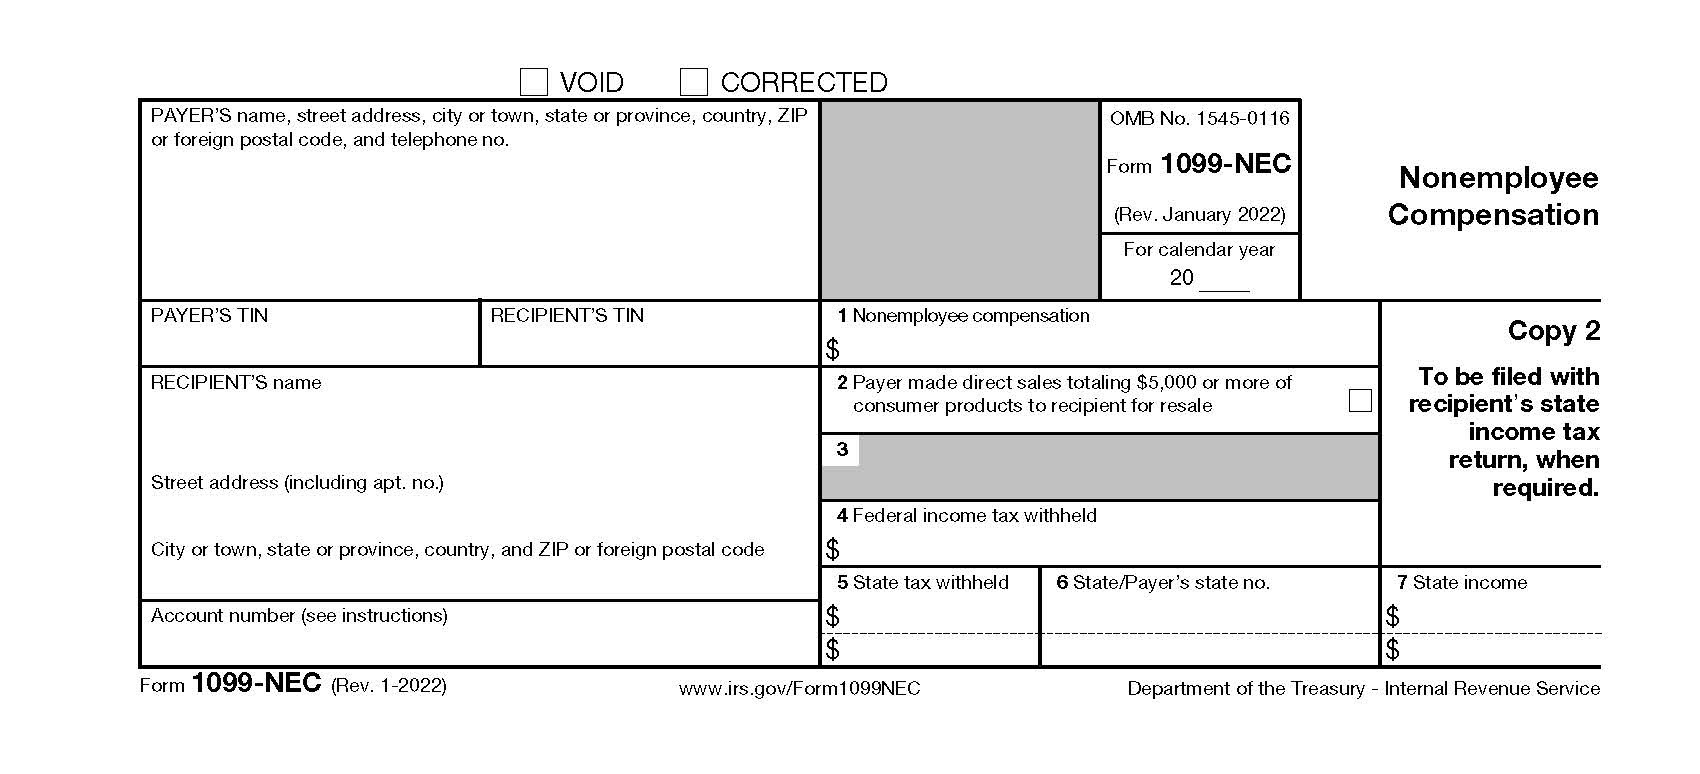 VOID CORRECTED
PAYER'S name, street address, city or town, state or province, country, ZIP
or foreign postal code, and telephone no.
OMB No. 1545-0116
Form 1099-NEC
(Rev. January 2022)
For calendar year
20 ____
Nonemployee
Compensation
PAYER'S TIN
RECIPIENT'S TIN
1 Nonemployee compensation
$
Copy 2
To be filed with
recipient's state
income tax
return, when
required.
RECIPIENT'S name
2 Payer made direct sales totaling $5,000 or more of
consumer products to recipient for resale
3
Street address (including apt. no.)
4 Federal income tax withheld
$
City or town, state or province, country, and ZIP or foreign postal code
5 State tax withheld
$
$
6 State/Payer's state no.
7 State income
$
$
Account number (see instructions)
Form 1099-NEC (Rev. 1-2022)
www.irs.gov/Form1099NEC
Department of the Treasury - Internal Revenue Service